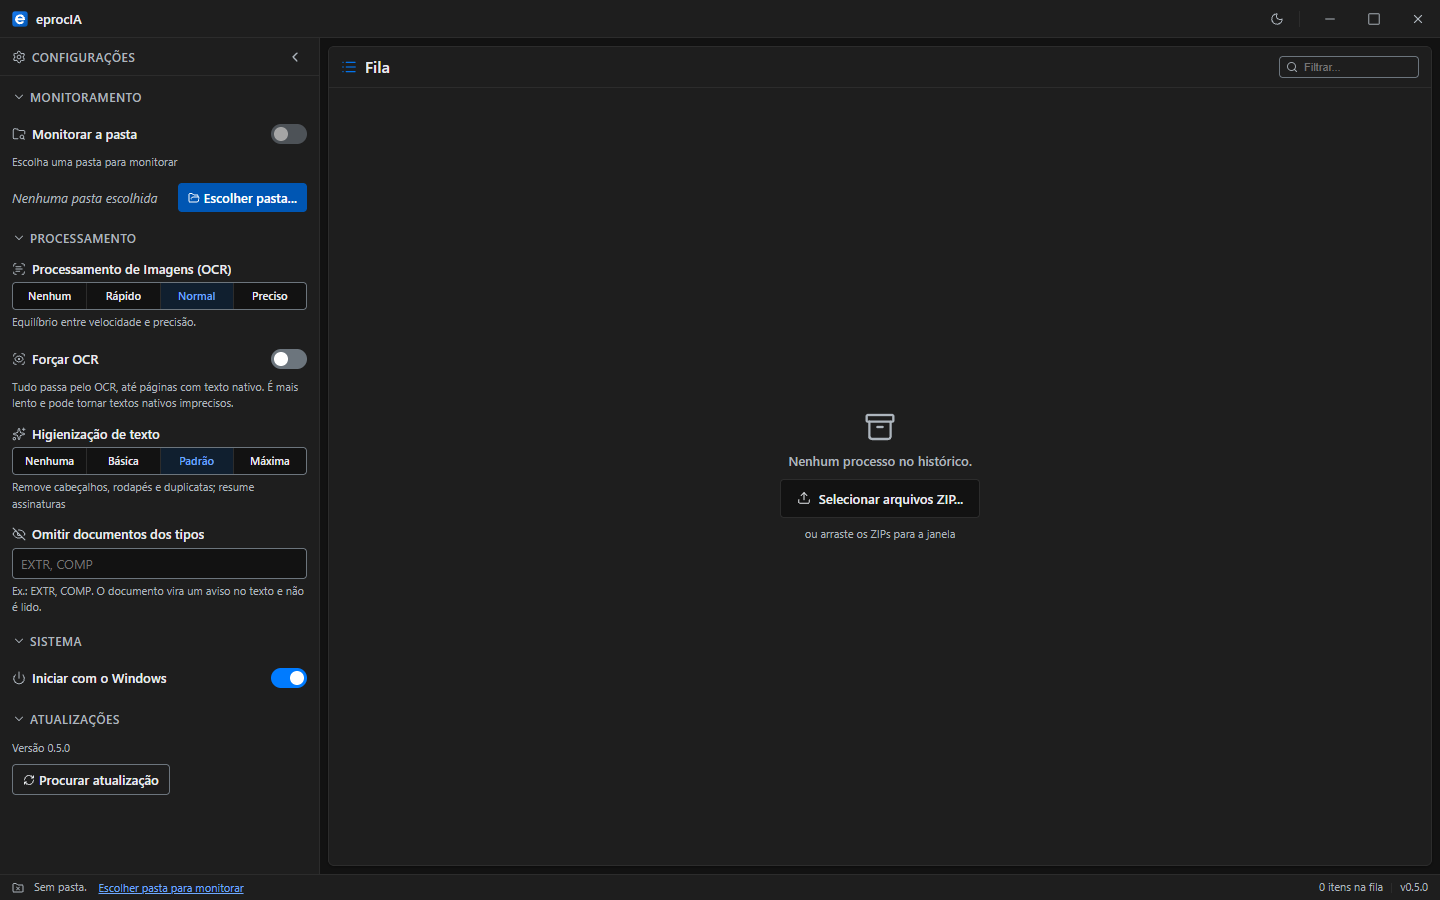 eprocIA
CONFIGURAÇÕES
MONITORAMENTO
Monitorar a pasta
Escolha uma pasta para monitorar
Nenhuma pasta escolhida
Escolher pasta...
PROCESSAMENTO
Processamento de Imagens (OCR)
Nenhum Rápido Normal Preciso
Equilíbrio entre velocidade e precisão.
Forçar OCR
Tudo passa pelo OCR, até páginas com texto nativo. É mais
lento e pode tornar textos nativos imprecisos.
Higienização de texto
Nenhuma Básica Padrão Máxima
Remove cabeçalhos, rodapés e duplicatas; resume
assinaturas
Omitir documentos dos tipos
EXTR, COMP
Ex.: EXTR, COMP. O documento vira um aviso no texto e não
é lido.
SISTEMA
Iniciar com o Windows
ATUALIZAÇÕES
Versão 0.5.0
Procurar atualização
Fila
Filtrar...
Nenhum processo no histórico.
Selecionar arquivos ZIP...
ou arraste os ZIPs para a janela
Sem pasta. Escolher pasta para monitorar
0 itens na fila
v0.5.0